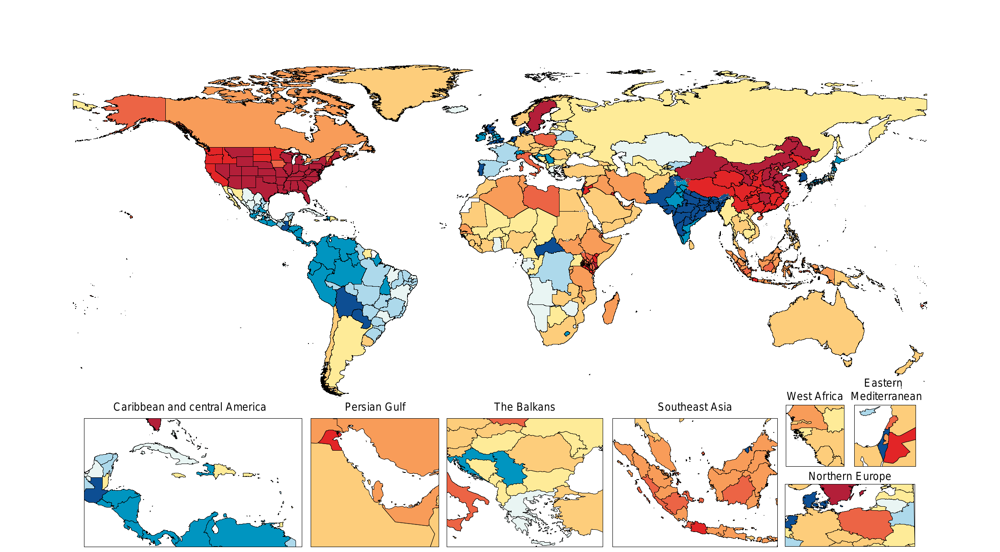 Caribbean and central America
Persian Gulf
The Balkans
Southeast Asia
West Africa
Eastern
Mediterranean
Northern Europe